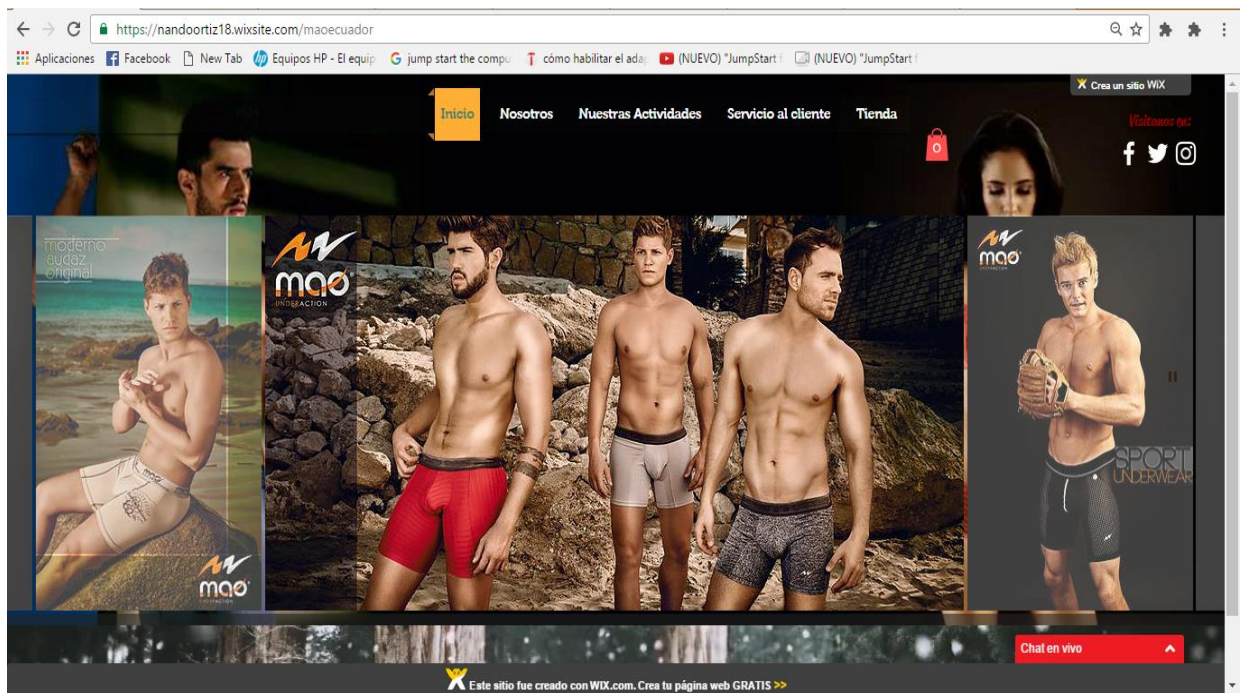 https://nandoortiz18.wixsite.com/maoecuador
Aplicaciones Facebook New Tab Equipos HP - El equip jump start the compu cómo habilitar el ada (NUEVO) "JumpStart f (NUEVO) "JumpStart f
Crea un sitio WiX
Inicio Nosotros Nuestras Actividades Servicio al cliente Tienda
Visítanos en:
0
moderno
audaz
original
mao
UNDERACTION
mao
UNDERACTION
SPORT
UNDERWEAR
mao
Chat en vivo
Este sitio fue creado con WIX.com. Crea tu página web GRATIS >>